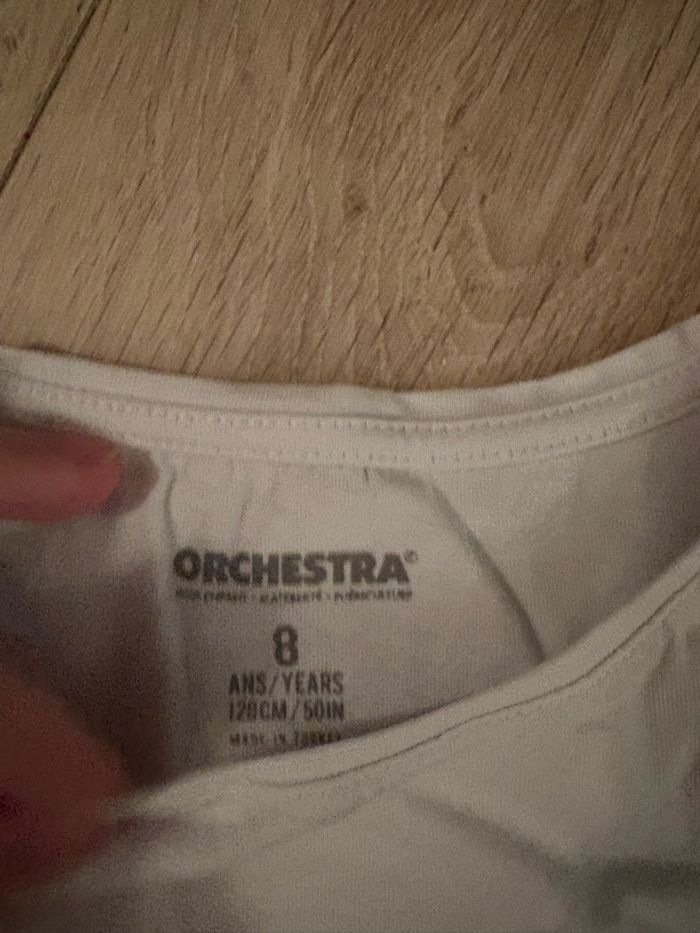 ORCHESTRA®
8
ANS/YEARS
128CM/50IN
MADE IN TURKEY